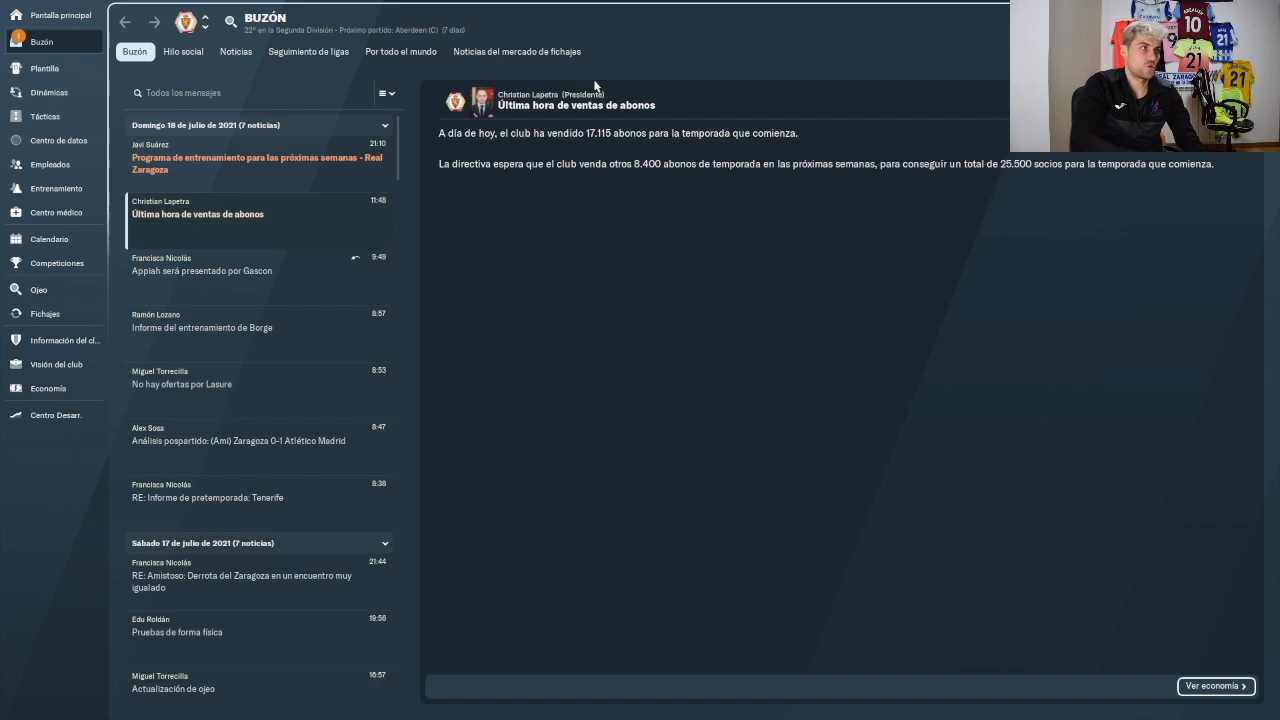 Pantalla principal
1
Buzón
Plantilla
Dinámicas
Tácticas
Centro de datos
Empleados
Entrenamiento
Centro médico
Calendario
Competiciones
Ojeo
Fichajes
Información del cl...
Visión del club
Economía
Centro Desarr.
BUZÓN
22º en la Segunda División - Próximo partido: Aberdeen (C) (7 días)
Buzón
Hilo social
Noticias
Seguimiento de ligas
Por todo el mundo
Noticias del mercado de fichajes
Todos los mensajes
Domingo 18 de julio de 2021 (7 noticias)
Javi Suárez 21:10
Programa de entrenamiento para las próximas semanas - Real
Zaragoza
Christian Lapetra 11:48
Última hora de ventas de abonos
Francisca Nicolás 9:49
Appiah será presentado por Gascon
Ramón Lozano 8:57
Informe del entrenamiento de Borge
Miguel Torrecilla 8:53
No hay ofertas por Lasure
Alex Sosa 8:47
Análisis pospartido: (Ami) Zaragoza 0-1 Atlético Madrid
Francisca Nicolás 8:38
RE: Informe de pretemporada: Tenerife
Sábado 17 de julio de 2021 (7 noticias)
Francisca Nicolás 21:44
RE: Amistoso: Derrota del Zaragoza en un encuentro muy
igualado
Edu Roldán 19:56
Pruebas de forma física
Miguel Torrecilla 16:57
Actualización de ojeo
Christian Lapetra (Presidente)
Última hora de ventas de abonos
A día de hoy, el club ha vendido 17.115 abonos para la temporada que comienza.
La directiva espera que el club venda otros 8.400 abonos de temporada en las próximas semanas, para conseguir un total de 25.500 socios para la temporada que comienza.
Ver economía
10
21
21
21